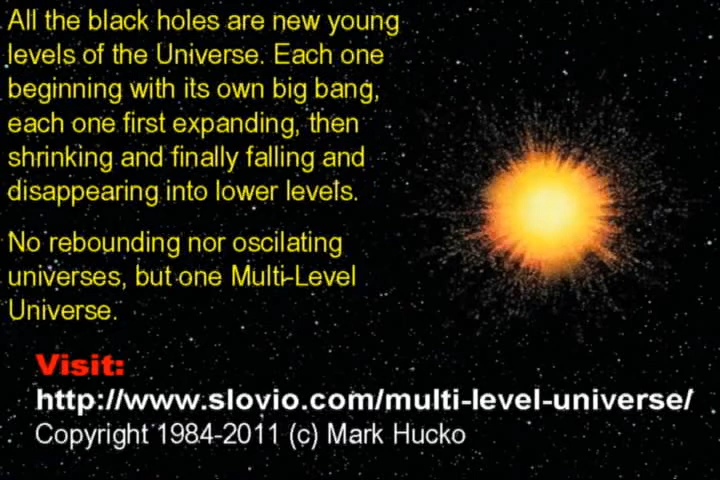 All the black holes are new young
levels of the Universe. Each one
beginning with its own big bang,
each one first expanding, then
shrinking and finally falling and
disappearing into lower levels.
No rebounding nor oscilating
universes, but one Multi-Level
Universe.
Visit:
http://www.slovio.com/multi-level-universe/
Copyright 1984-2011 (c) Mark Hucko